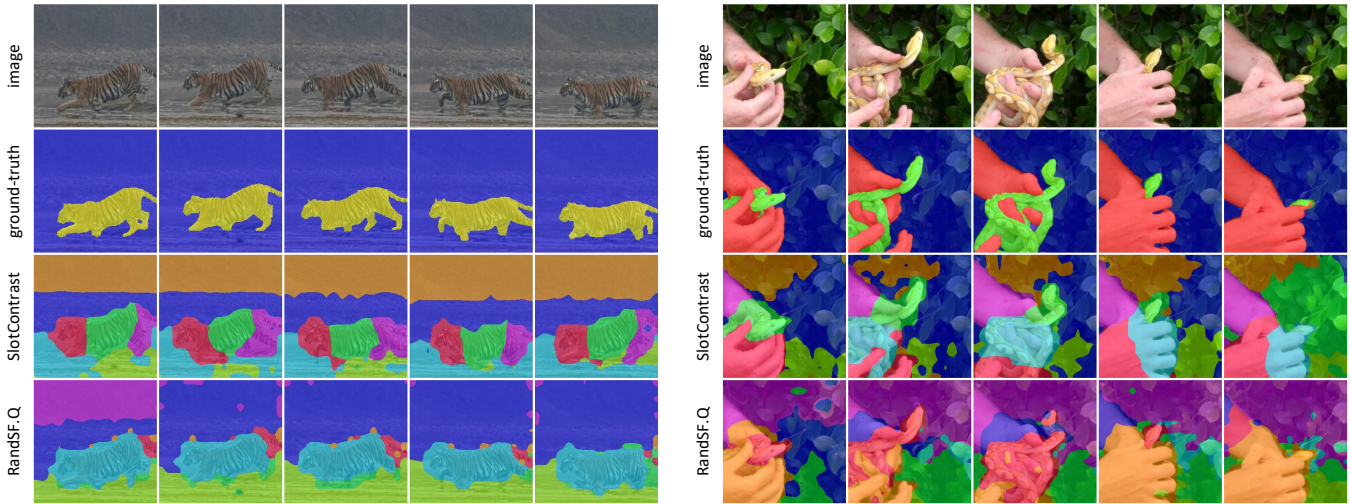 image
ground-truth
SlotContrast
RandSF.Q
image
ground-truth
SlotContrast
RandSF.Q